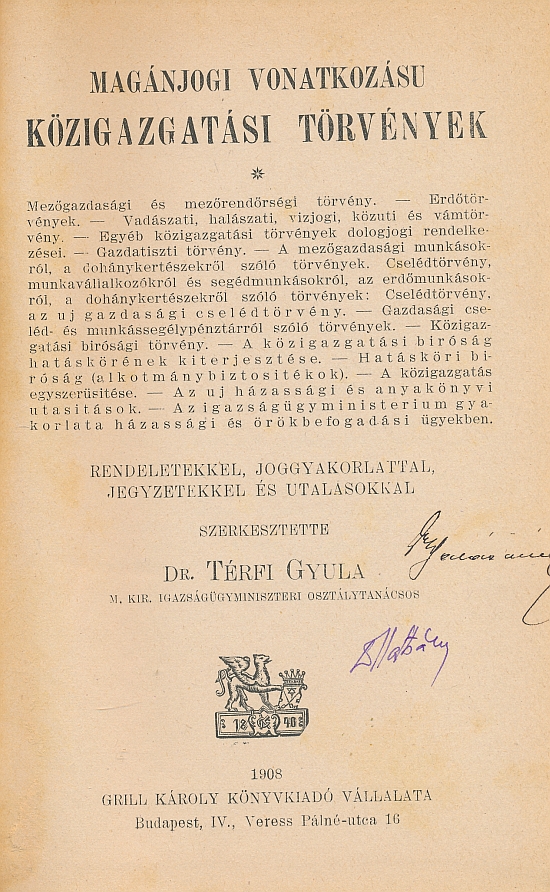 MAGÁNJOGI VONATKOZÁSU
KÖZIGAZGATÁSI TÖRVÉNYEK
Mezőgazdasági és mezőrendőrségi törvény. — Erdőtör-
vények. — Vadászati, halászati, vizjogi, közuti és vámtör-
vény. — Egyéb közigazgatási törvények dologjogi rendelke-
zései. — Gazdatiszti törvény. — A mezőgazdasági munkások-
ról, a dohánykertészekről szóló törvények. Cselédtörvény,
munkavállalkozókról és segédmunkásokról, az erdőmunkások-
ról, a dohánykertészekről szóló törvények: Cselédtörvény,
az uj gazdasági cselédtörvény. — Gazdasági cse-
léd- és munkássegélypénztárról szóló törvények. — Közigaz-
gatási birósági törvény. — A közigazgatási biróság
hatáskörének kiterjesztése. — Hatásköri bi-
róság (alkotmánybiztositékok). — A közigazgatás
egyszerüsitése. — Az uj házassági és anyakönyvi
utasitások. — Az igazságügyministerium gya-
korlata házassági és örökbefogadási ügyekben.
RENDELETEKKEL, JOGGYAKORLATTAL,
JEGYZETEKKEL ÉS UTALASOKKAL
SZERKESZTETTE
DR. TÉRFI GYULA
M. KIR. IGAZSÁGÜGYMINISZTERI OSZTÁLYTANÁCSOS
18 40
1908
GRILL KÁROLY KÖNYVKIADÓ VÁLLALATA
Budapest, IV., Veress Pálné-utca 16